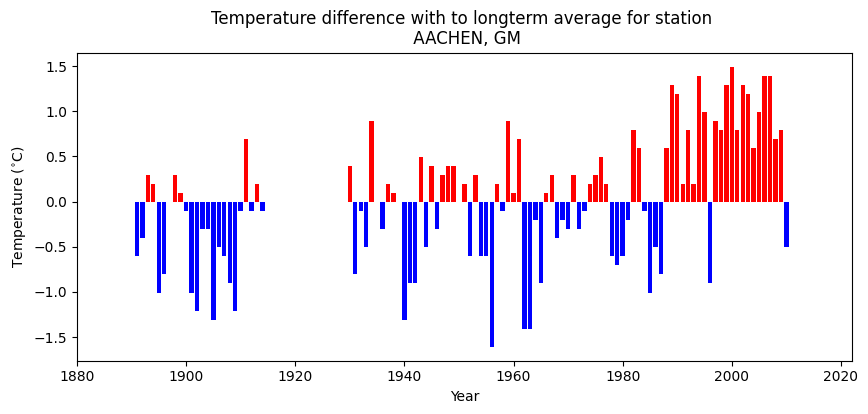 Temperature difference with to longterm average for station
AACHEN, GM
Temperature (°C)
1.5
1.0
0.5
0.0
−0.5
−1.0
−1.5
1880 1900 1920 1940 1960 1980 2000 2020
Year